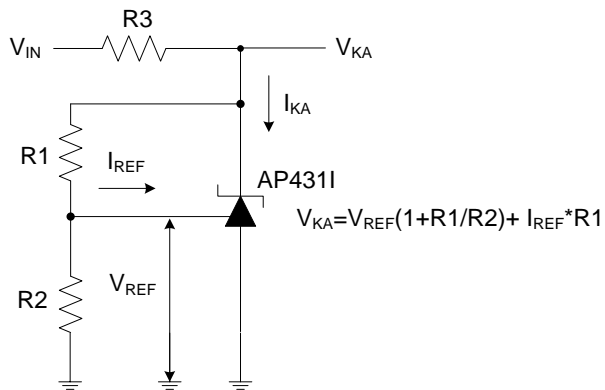 R3
V_IN
V_KA
I_KA
R1
I_REF
AP431I
V_KA=V_REF(1+R1/R2)+ I_REF*R1
V_REF
R2